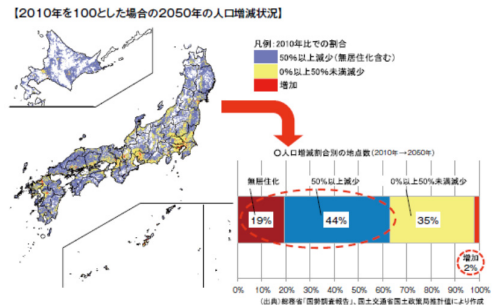 【2010年を100とした場合の2050年の人口増減状況】
凡例:2010年比での割合
50%以上減少(無居住化含む)
0%以上50%未満減少
増加
〇人口増減割合別の地点数(2010年→2050年)
無居住化
50%以上減少
0%以上50%未満減少
19%
44%
35%
増加
2%
0% 10% 20% 30% 40% 50% 60% 70% 80% 90% 100%
(出典)総務省「国勢調査報告」、国土交通省国土政策局推計値により作成